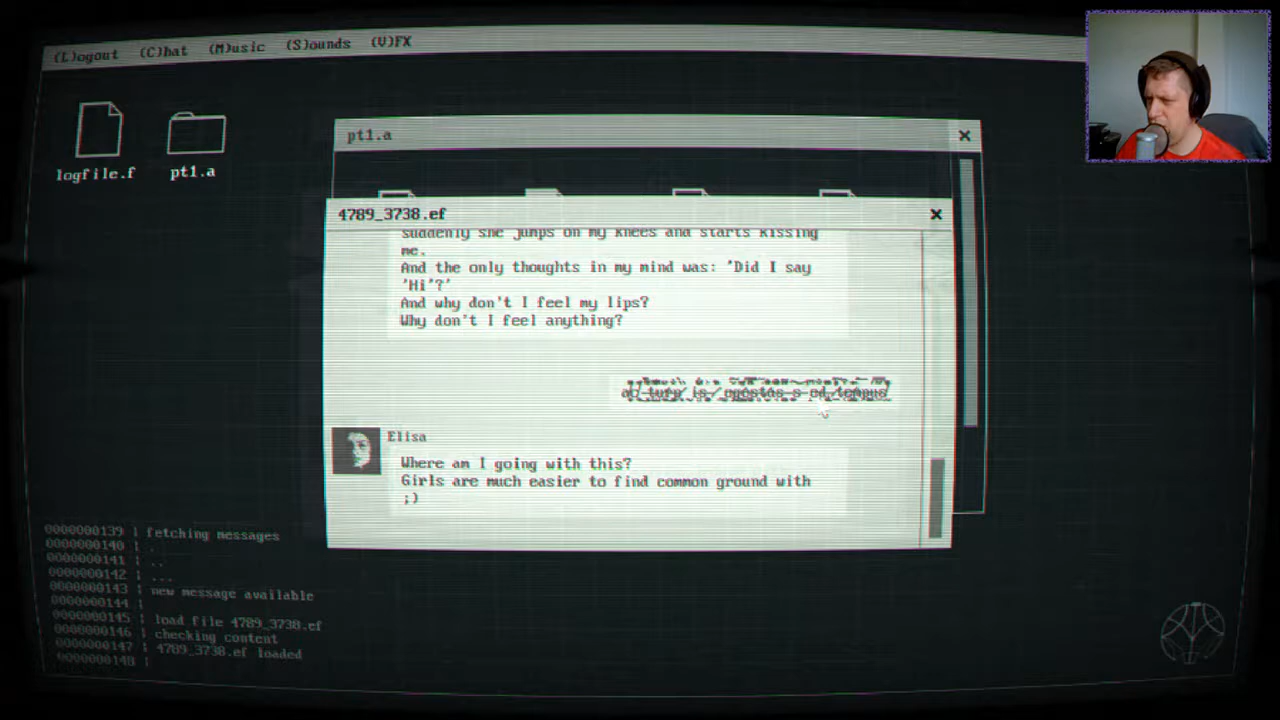 (L)ogout (C)hat (M)usic (S)ounds (V)FX
logfile.f
pt1.a
pt1.a
4789_3738.ef
suddenly she jumps on my knees and starts kissing
me.
And the only thoughts in my mind was: 'Did I say
'Hi'?'
And why don't I feel my lips?
Why don't I feel anything?
Elisa
Where am I going with this?
Girls are much easier to find common ground with
;)
0000000139 | fetching messages
0000000140 | .
0000000141 | ..
0000000142 | ...
0000000143 | new message available
0000000144 |
0000000145 | load file 4789_3738.ef
0000000146 | checking content
0000000147 | 4789_3738.ef loaded
0000000148 |